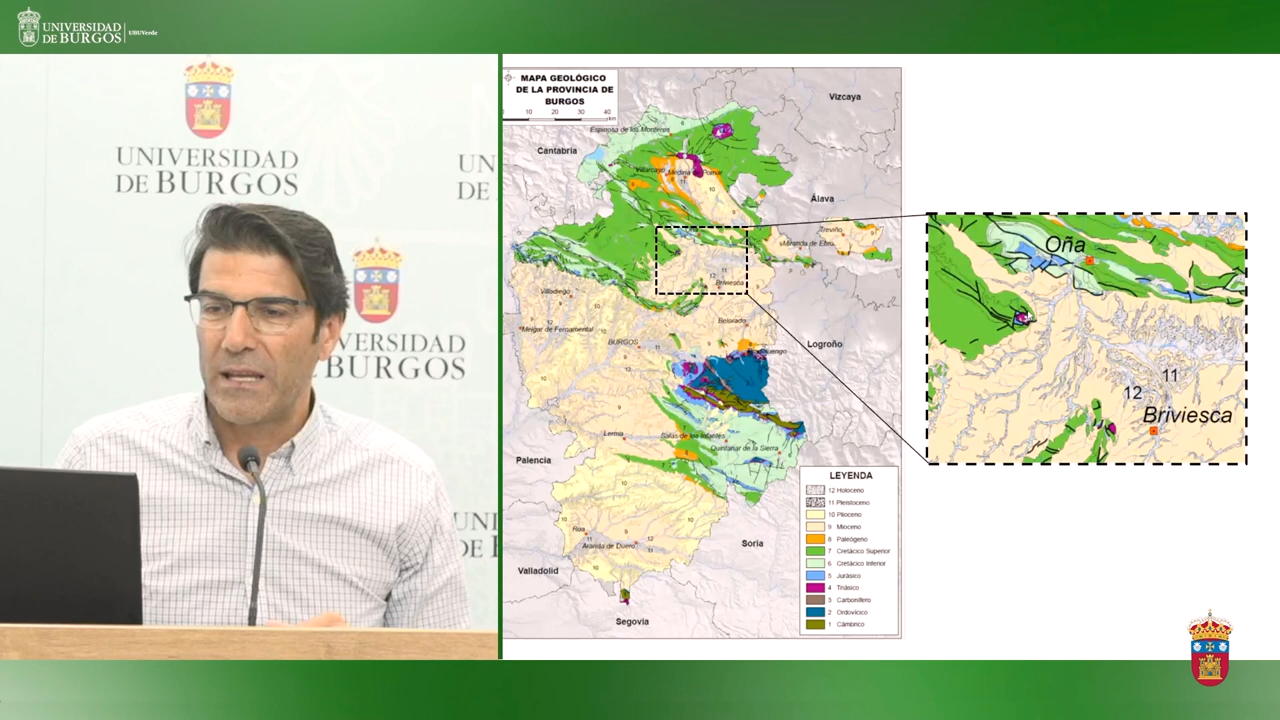 UNIVERSIDAD
DE BURGOS
UBUVerde
UNIVERSIDAD
DE BURGOS
UN
DE
VERSIDAD
BURGOS
UNI
DE
MAPA GEOLÓGICO
DE LA PROVINCIA DE
BURGOS
10 20 30 40
km
Vizcaya
Espinosa de los Monteros
Cantabria
Villarcayo
Medina de Pomar
Álava
Treviño
Miranda de Ebro
Briviesca
Villadiego
Melgar de Fernamental
Belorado
BURGOS
Logroño
Lerma
Salas de los Infantes
Quintanar de la Sierra
Palencia
Roa
Aranda de Duero
Soria
Valladolid
Segovia
LEYENDA
12 Holoceno
11 Pleistoceno
10 Plioceno
9 Mioceno
8 Paleógeno
7 Cretácico Superior
6 Cretácico Inferior
5 Jurásico
4 Triásico
3 Carbonífero
2 Ordovícico
1 Cámbrico
Oña
11
12
Briviesca